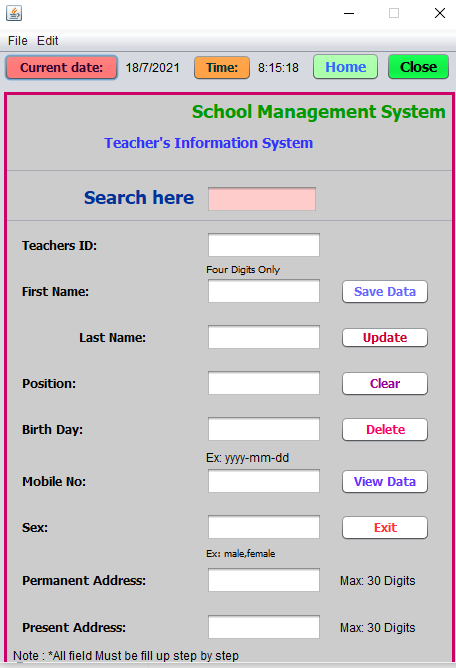 File Edit
Current date: 18/7/2021 Time: 8:15:18 Home Close
School Management System
Teacher's Information System
Search here
Teachers ID:
Four Digits Only
First Name: Save Data
Last Name: Update
Position: Clear
Birth Day: Delete
Ex: yyyy-mm-dd
Mobile No: View Data
Sex: Exit
Ex: male,female
Permanent Address: Max: 30 Digits
Present Address: Max: 30 Digits
Note : *All field Must be fill up step by step